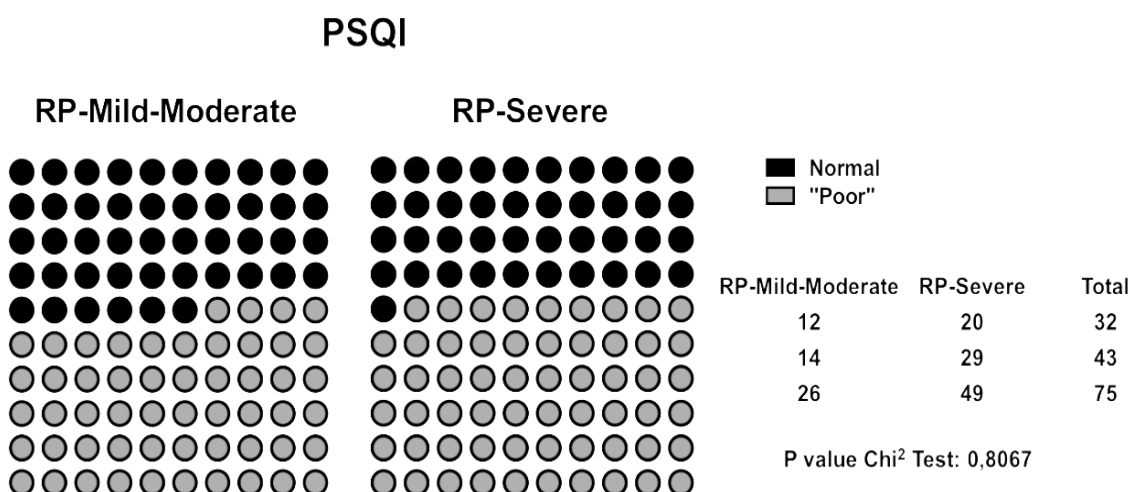 PSQI
RP-Mild-Moderate
RP-Severe
Normal
"Poor"
RP-Mild-Moderate RP-Severe Total
12 20 32
14 29 43
26 49 75
P value Chi² Test: 0,8067